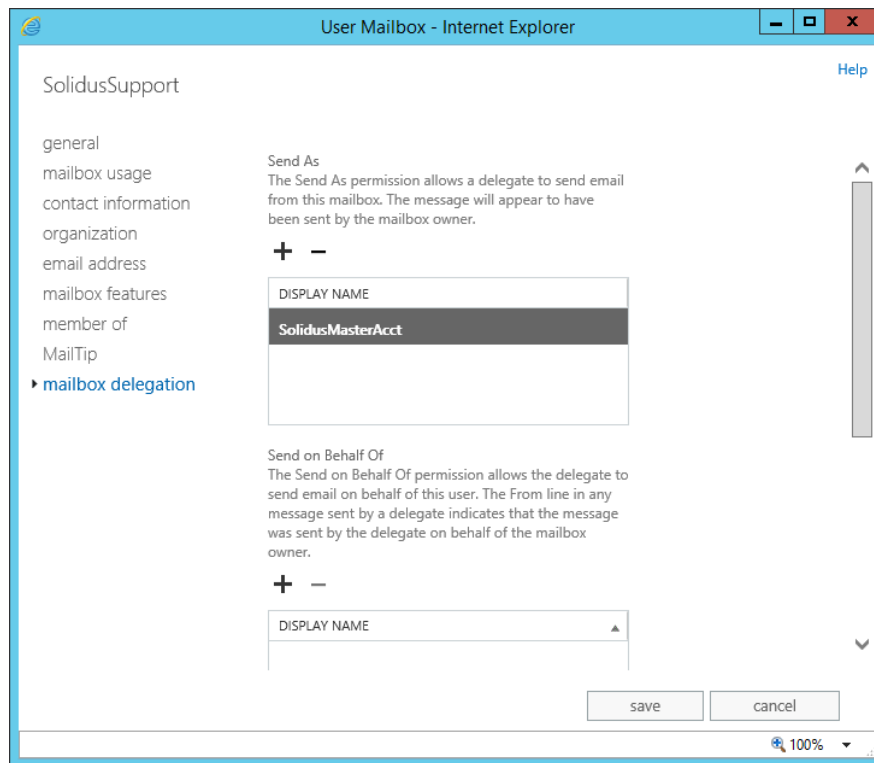 User Mailbox - Internet Explorer
Help
SolidusSupport
general
mailbox usage
contact information
organization
email address
mailbox features
member of
MailTip
mailbox delegation
Send As
The Send As permission allows a delegate to send email
from this mailbox. The message will appear to have
been sent by the mailbox owner.
DISPLAY NAME
SolidusMasterAcct
Send on Behalf Of
The Send on Behalf Of permission allows the delegate to
send email on behalf of this user. The From line in any
message sent by a delegate indicates that the message
was sent by the delegate on behalf of the mailbox
owner.
DISPLAY NAME
save
cancel
100%